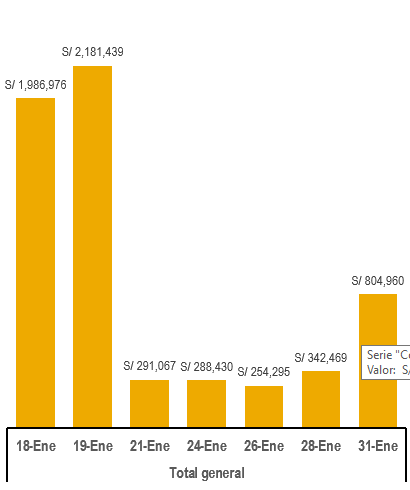 S/ 2,181,439
S/ 1,986,976
S/ 804,960
S/ 342,469
S/ 291,067
S/ 288,430
S/ 254,295
Serie
Valor: S/
18-Ene 19-Ene 21-Ene 24-Ene 26-Ene 28-Ene 31-Ene
Total general